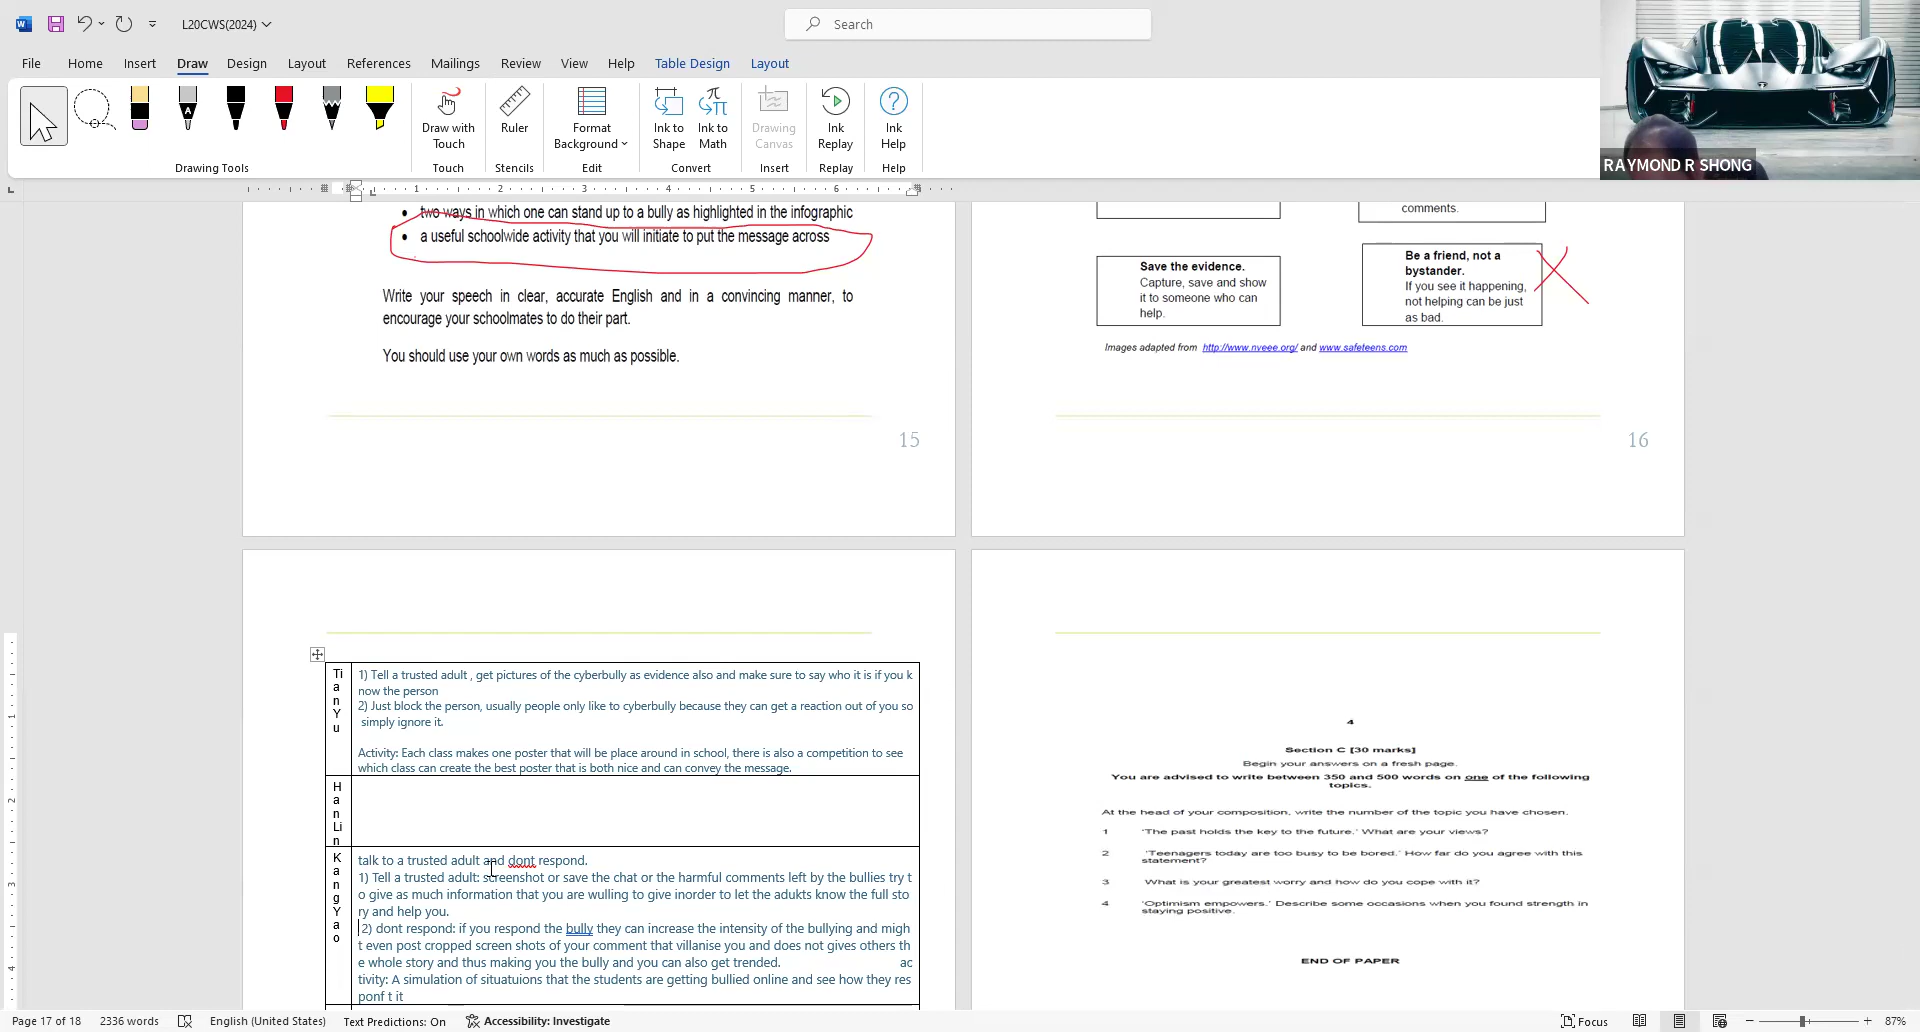 L20CWS(2024)
Search
File Home Insert Draw Design Layout References Mailings Review View Help Table Design Layout
Draw with Touch
Ruler
Format Background
Ink to Shape
Ink to Math
Drawing Canvas
Ink Replay
Ink Help
Drawing Tools Touch Stencils Edit Convert Insert Replay Help
RAYMOND R SHONG
1 2 3 4 5 6
• two ways in which one can stand up to a bully as highlighted in the infographic
• a useful schoolwide activity that you will initiate to put the message across
Write your speech in clear, accurate English and in a convincing manner, to
encourage your schoolmates to do their part.
You should use your own words as much as possible.
15
comments.
Save the evidence.
Capture, save and show
it to someone who can
help.
Be a friend, not a
bystander.
If you see it happening,
not helping can be just
as bad.
Images adapted from http://www.nveee.org/ and www.safeteens.com
16
Ti
a
n
Y
u
1) Tell a trusted adult , get pictures of the cyberbully as evidence also and make sure to say who it is if you k
now the person
2) Just block the person, usually people only like to cyberbully because they can get a reaction out of you so
simply ignore it.
Activity: Each class makes one poster that will be place around in school, there is also a competition to see
which class can create the best poster that is both nice and can convey the message.
H
a
n
Li
n
K
a
n
g
Y
a
o
talk to a trusted adult and dont respond.
1) Tell a trusted adult: screenshot or save the chat or the harmful comments left by the bullies try t
o give as much information that you are wulling to give inorder to let the adukts know the full sto
ry and help you.
2) dont respond: if you respond the bully they can increase the intensity of the bullying and migh
t even post cropped screen shots of your comment that villanise you and does not gives others th
e whole story and thus making you the bully and you can also get trended. ac
tivity: A simulation of situatuions that the students are getting bullied online and see how they res
ponf t it
4
Section C [30 marks]
Begin your answers on a fresh page.
You are advised to write between 350 and 500 words on one of the following
topics.
At the head of your composition, write the number of the topic you have chosen.
1 'The past holds the key to the future.' What are your views?
2 'Teenagers today are too busy to be bored.' How far do you agree with this
statement?
3 What is your greatest worry and how do you cope with it?
4 'Optimism empowers.' Describe some occasions when you found strength in
staying positive.
END OF PAPER
1
2
3
4
Page 17 of 18 2336 words English (United States) Text Predictions: On Accessibility: Investigate Focus 87%